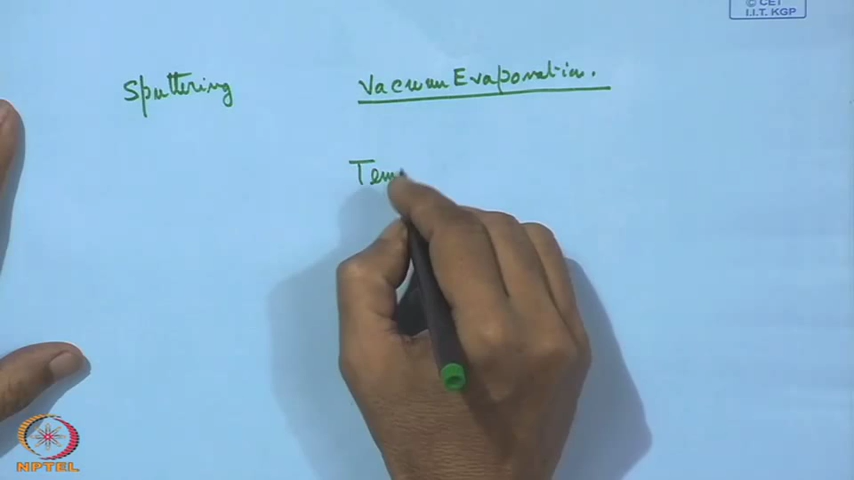 © CET
I.I.T. KGP
Sputtering Vacuum Evaporation.
Tem
NPTEL